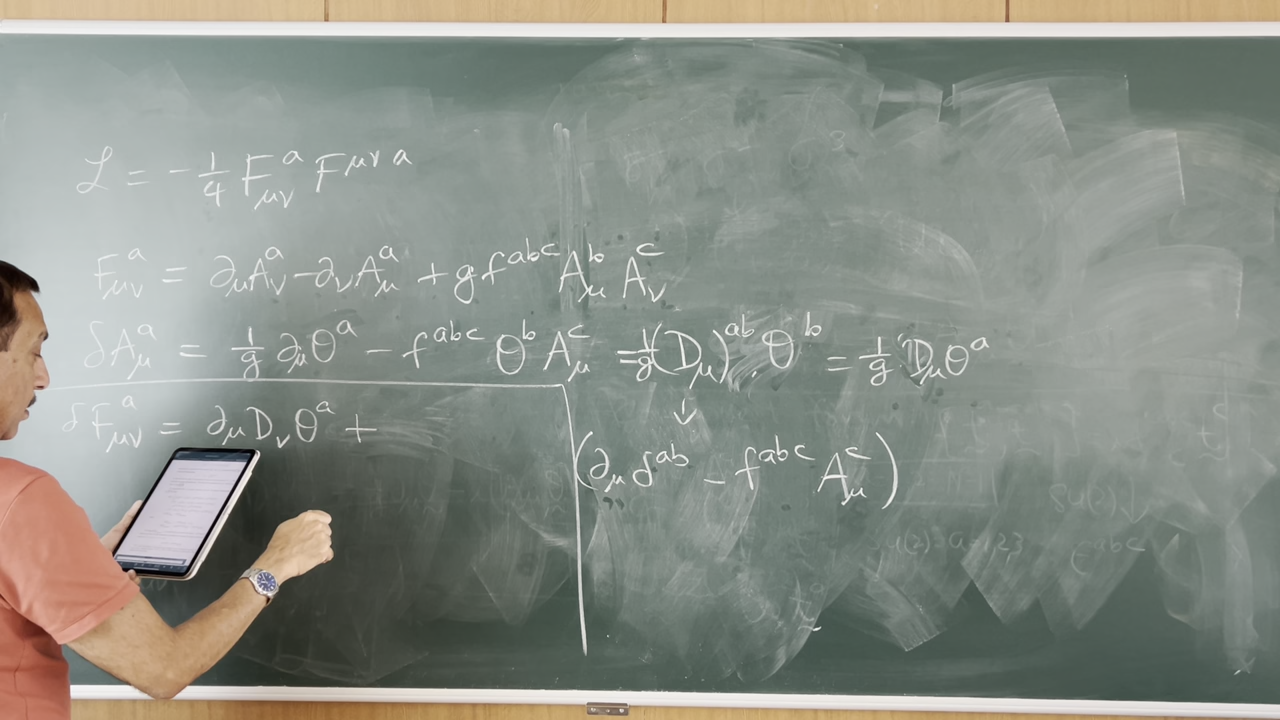 ℒ = -1/4 F^a_μν F^μν a
F^a_μν = ∂_μ A^a_ν - ∂_ν A^a_μ + g f^abc A^b_μ A^c_ν
δA^a_μ = 1/g ∂_μ θ^a - f^abc θ^b A^c_μ = 1/g (D_μ)^ab θ^b = 1/g D_μ θ^a
δF^a_μν = ∂_μ D_ν θ^a +
↓
(∂_μ δ^ab - f^abc A^c_μ)
ε^abc